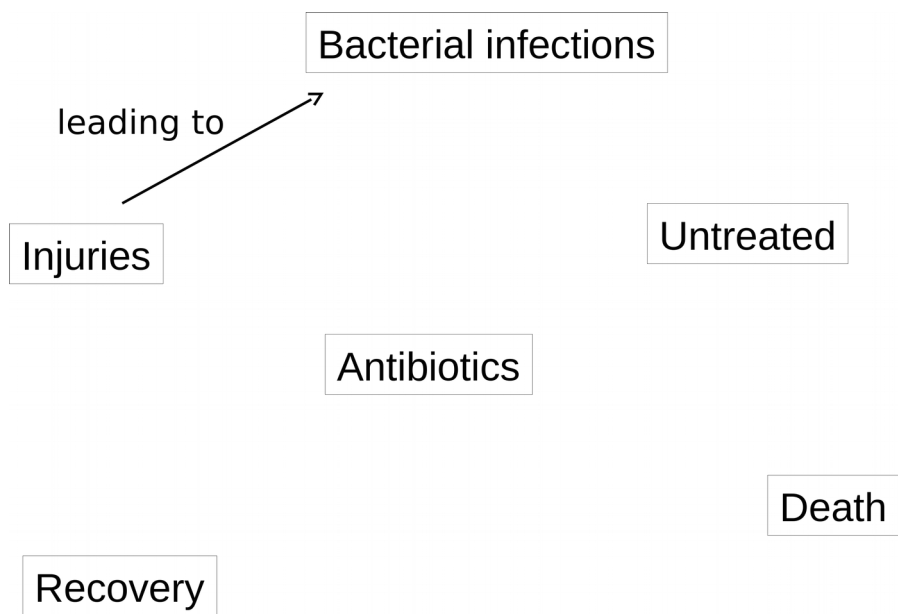 Bacterial infections
leading to
Injuries
Untreated
Antibiotics
Death
Recovery